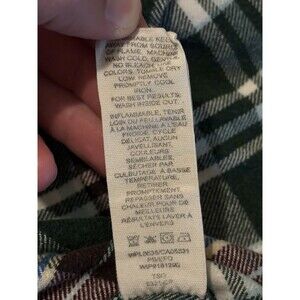 FLAMMABLE KEEP
AWAY FROM SOURCE
OF FLAME. MACHINE
WASH COLD, GENTLE,
NO BLEACH LIKE
COLORS, TUMBLE DRY
LOW. REMOVE
PROMPTLY COOL
IRON.
FOR BEST RESULTS
WASH INSIDE OUT.
INFLAMMABLE, TENIR
LOIN DU FEU LAVABLE
À LA MACHINE À L'EAU
FROIDE, CYCLE
DÉLICAT, AUCUN
JAVELLISANT,
COULEURS
SEMBLABLES,
SÉCHER PAR
CULBUTAGE À BASSE
TEMPÉRATURE,
RETIRER
PROMPTEMENT.
REPASSER SANS
CHALEUR POUR DE
MEILLEURS
RÉSULTATS LAVER À
L'ENVERS.